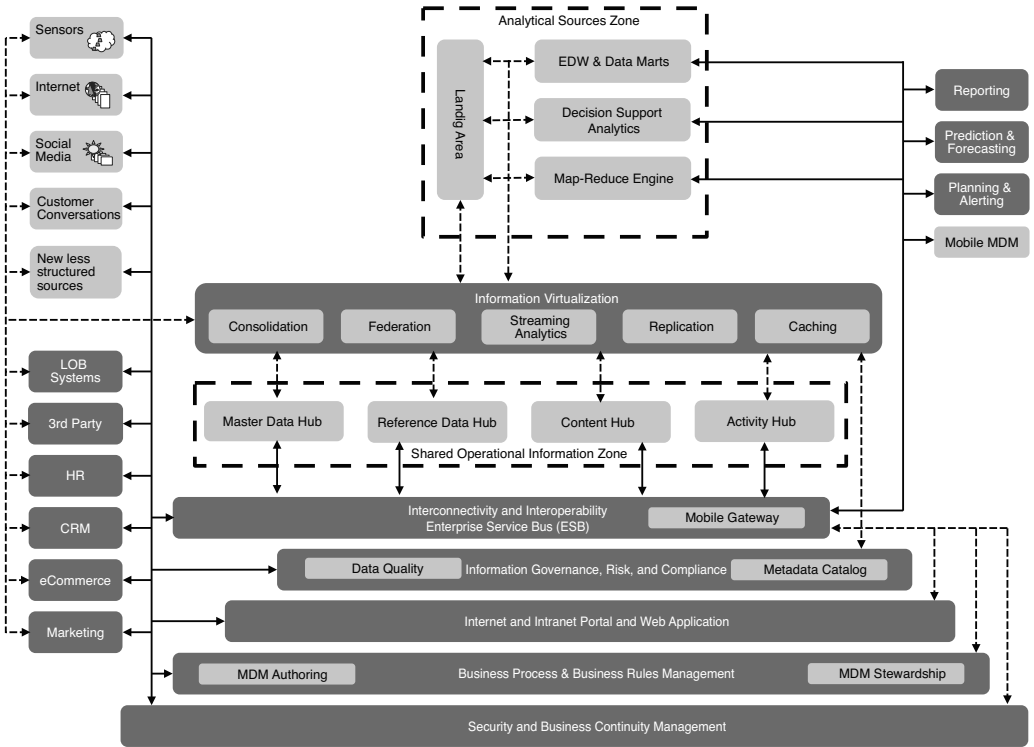 Analytical Sources Zone
Sensors
Internet
Social
Media
Customer
Conversations
New less
structured
sources
Landig Area
EDW & Data Marts
Decision Support
Analytics
Map-Reduce Engine
Reporting
Prediction &
Forecasting
Planning &
Alerting
Mobile MDM
Information Virtualization
Consolidation
Federation
Streaming
Analytics
Replication
Caching
LOB
Systems
3rd Party
HR
CRM
eCommerce
Marketing
Master Data Hub
Reference Data Hub
Content Hub
Activity Hub
Shared Operational Information Zone
Interconnectivity and Interoperability
Enterprise Service Bus (ESB)
Mobile Gateway
Data Quality
Information Governance, Risk, and Compliance
Metadata Catalog
Internet and Intranet Portal and Web Application
MDM Authoring
Business Process & Business Rules Management
MDM Stewardship
Security and Business Continuity Management